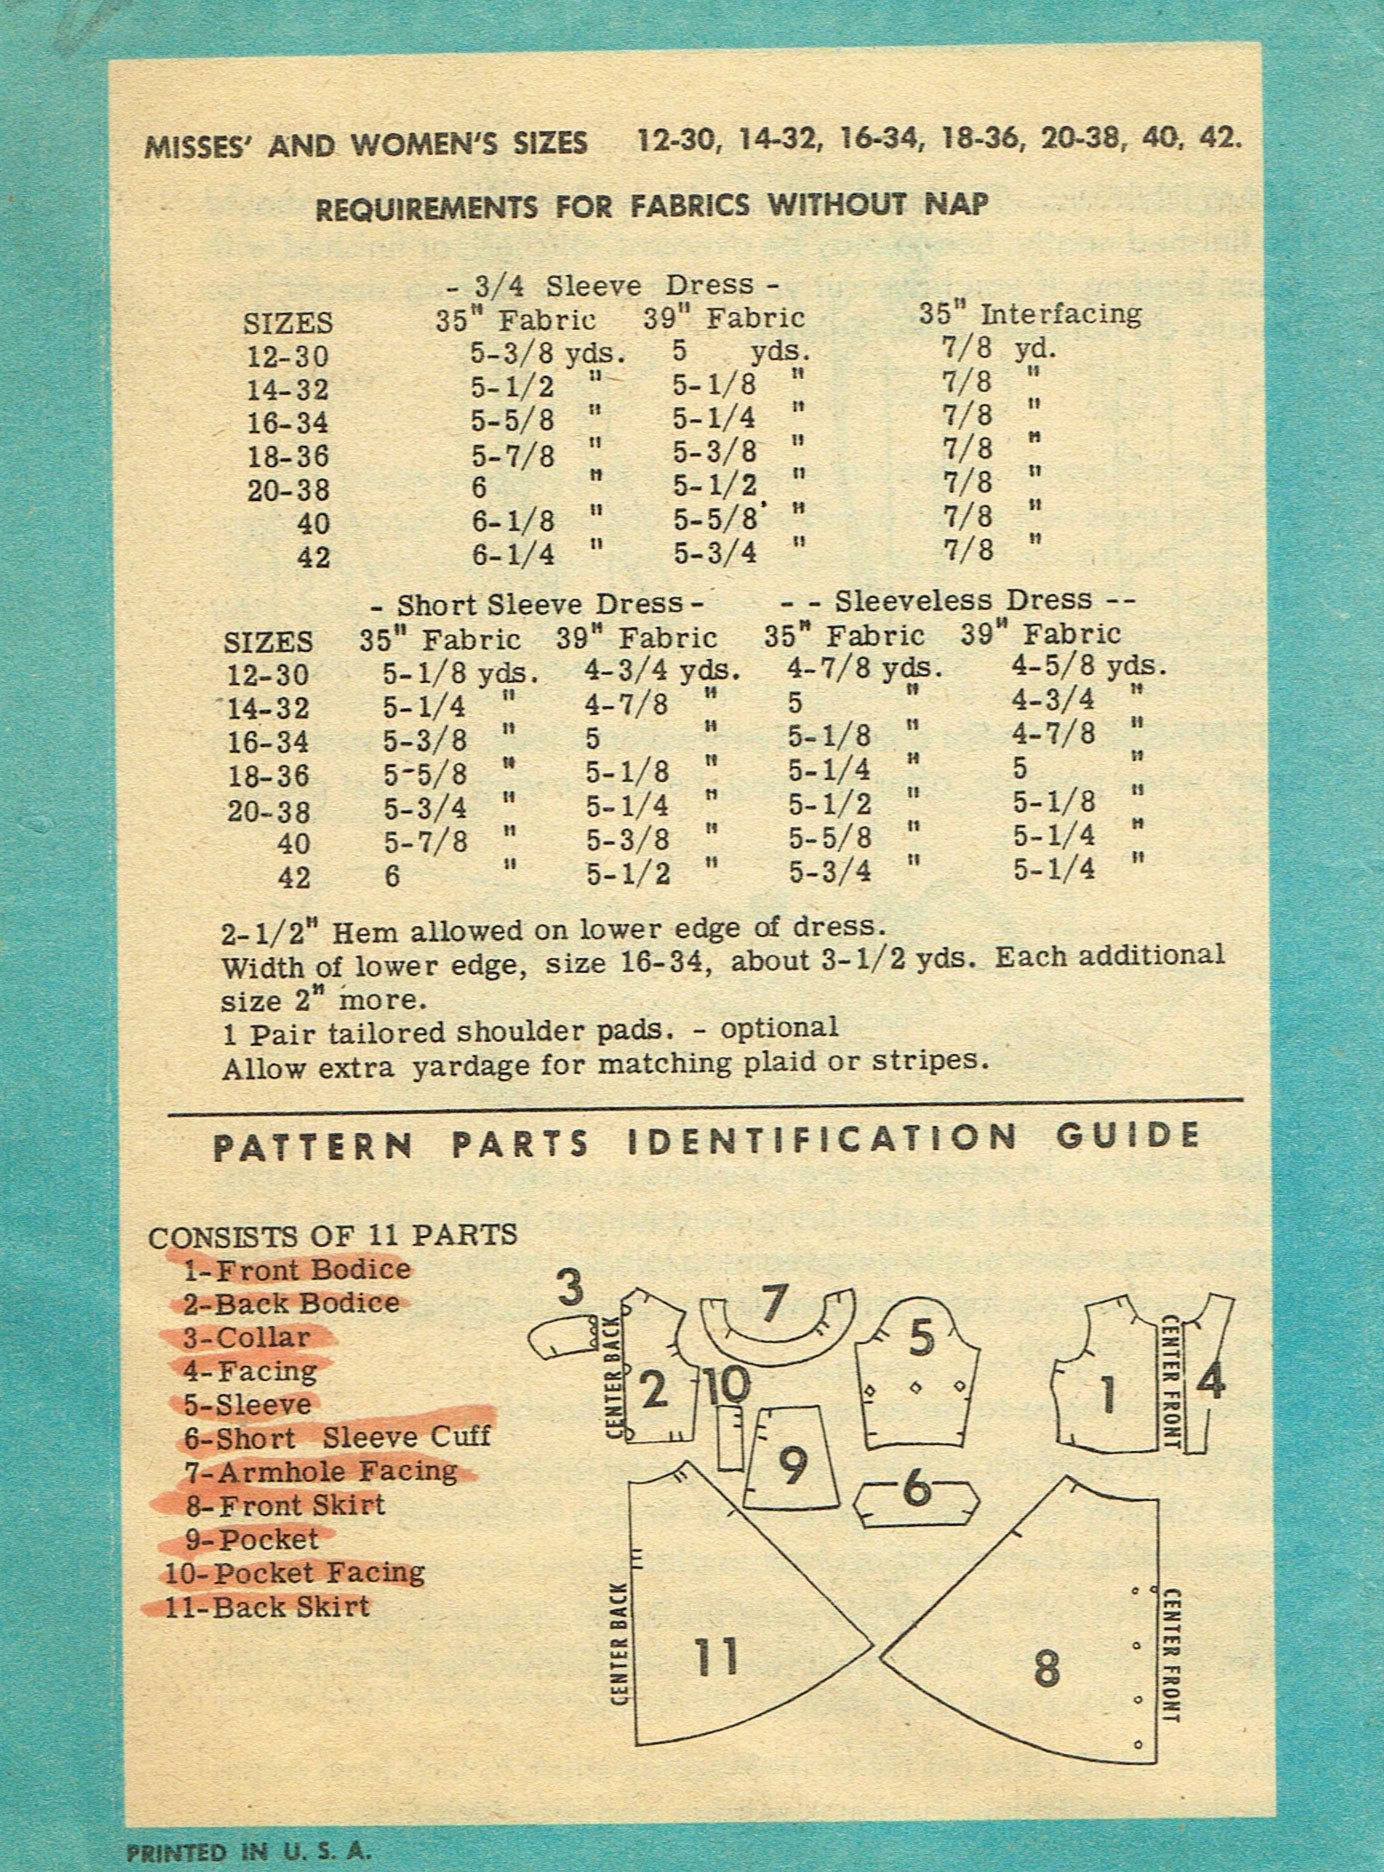 MISSES' AND WOMEN'S SIZES 12-30, 14-32, 16-34, 18-36, 20-38, 40, 42.
REQUIREMENTS FOR FABRICS WITHOUT NAP
- 3/4 Sleeve Dress -
SIZES 35" Fabric 39" Fabric 35" Interfacing
12-30 5-3/8 yds. 5 yds. 7/8 yd.
14-32 5-1/2 " 5-1/8 " 7/8 "
16-34 5-5/8 " 5-1/4 " 7/8 "
18-36 5-7/8 " 5-3/8 " 7/8 "
20-38 6 " 5-1/2 " 7/8 "
40 6-1/8 " 5-5/8 " 7/8 "
42 6-1/4 " 5-3/4 " 7/8 "
- Short Sleeve Dress - - - Sleeveless Dress --
SIZES 35" Fabric 39" Fabric 35" Fabric 39" Fabric
12-30 5-1/8 yds. 4-3/4 yds. 4-7/8 yds. 4-5/8 yds.
14-32 5-1/4 " 4-7/8 " 5 " 4-3/4 "
16-34 5-3/8 " 5 " 5-1/8 " 4-7/8 "
18-36 5-5/8 " 5-1/8 " 5-1/4 " 5 "
20-38 5-3/4 " 5-1/4 " 5-1/2 " 5-1/8 "
40 5-7/8 " 5-3/8 " 5-5/8 " 5-1/4 "
42 6 " 5-1/2 " 5-3/4 " 5-1/4 "
2-1/2" Hem allowed on lower edge of dress.
Width of lower edge, size 16-34, about 3-1/2 yds. Each additional
size 2" more.
1 Pair tailored shoulder pads. - optional
Allow extra yardage for matching plaid or stripes.
PATTERN PARTS IDENTIFICATION GUIDE
CONSISTS OF 11 PARTS
1-Front Bodice
2-Back Bodice
3-Collar
4-Facing
5-Sleeve
6-Short Sleeve Cuff
7-Armhole Facing
8-Front Skirt
9-Pocket
10-Pocket Facing
11-Back Skirt
3
CENTER BACK
2
7
10
9
5
6
1
CENTER FRONT
4
CENTER BACK
11
8
CENTER FRONT
PRINTED IN U. S. A.